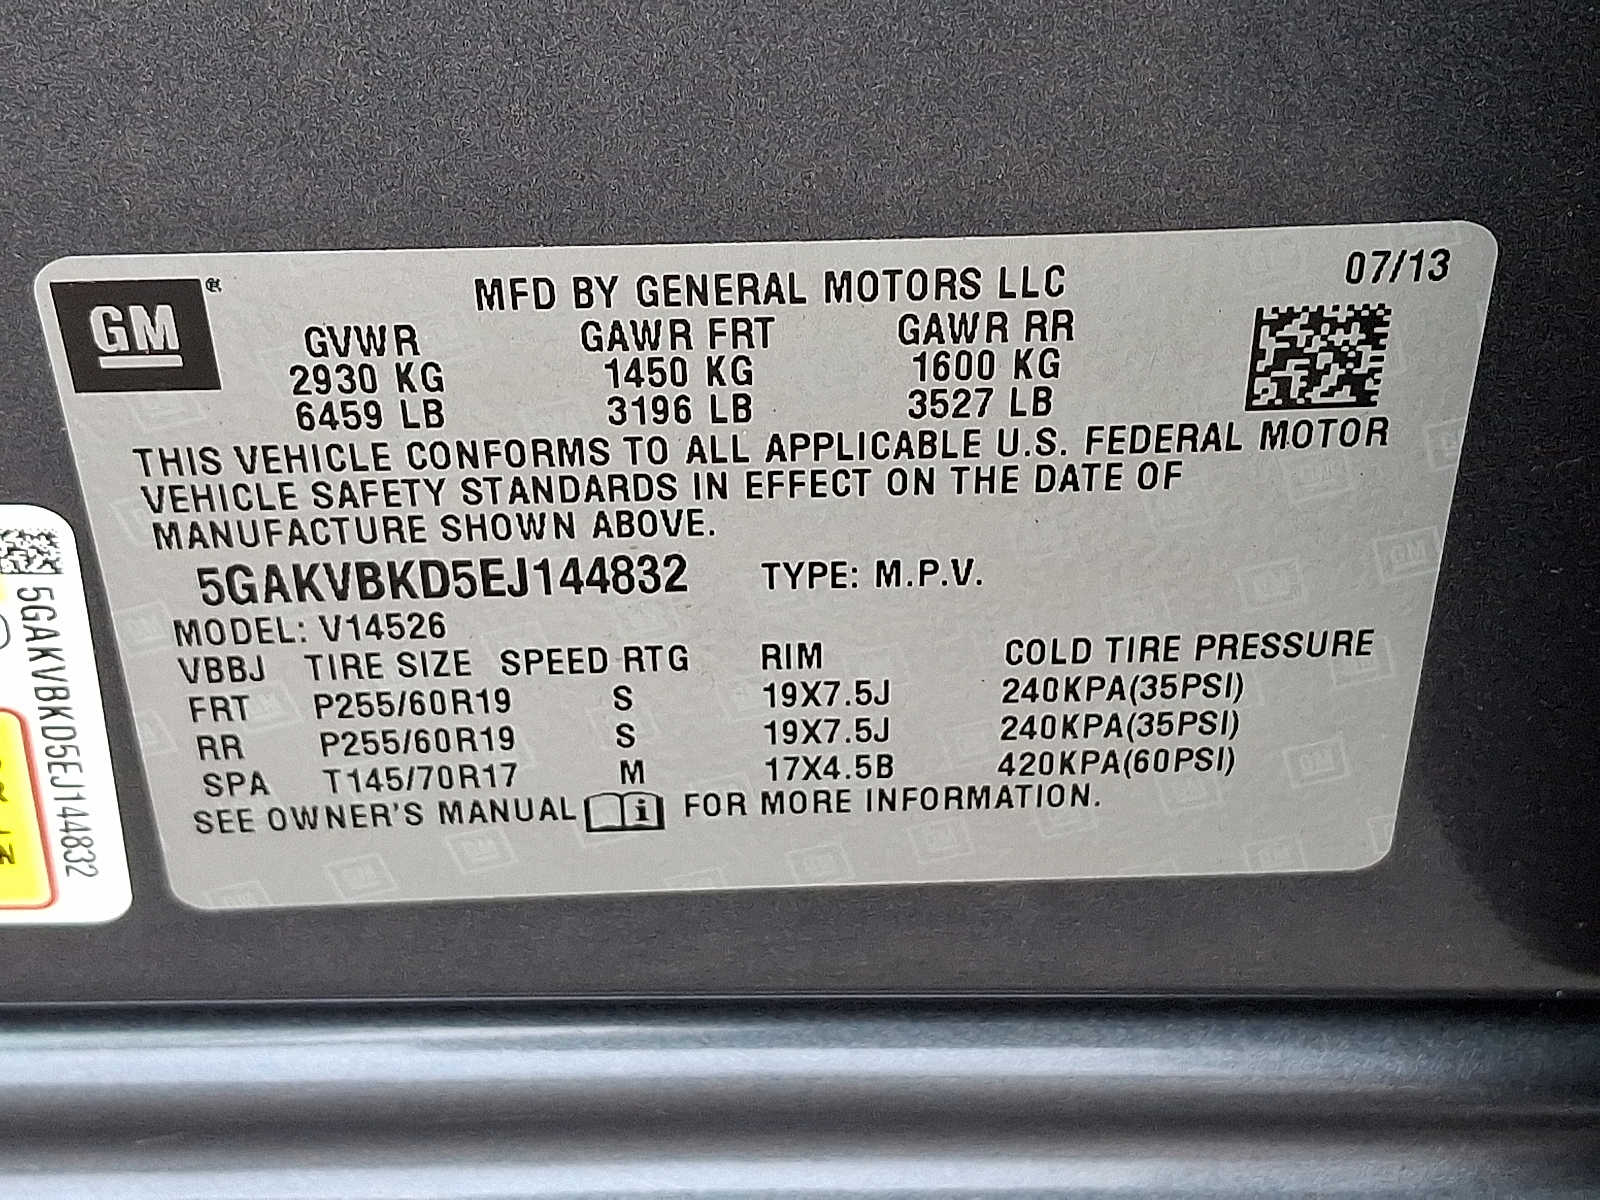 GM
MFD BY GENERAL MOTORS LLC
07/13
GVWR GAWR FRT GAWR RR
2930 KG 1450 KG 1600 KG
6459 LB 3196 LB 3527 LB
THIS VEHICLE CONFORMS TO ALL APPLICABLE U.S. FEDERAL MOTOR
VEHICLE SAFETY STANDARDS IN EFFECT ON THE DATE OF
MANUFACTURE SHOWN ABOVE.
5GAKVBKD5EJ144832 TYPE: M.P.V.
MODEL: V14526
VBBJ TIRE SIZE SPEED RTG RIM COLD TIRE PRESSURE
FRT P255/60R19 S 19X7.5J 240KPA(35PSI)
RR P255/60R19 S 19X7.5J 240KPA(35PSI)
SPA T145/70R17 M 17X4.5B 420KPA(60PSI)
SEE OWNER'S MANUAL i FOR MORE INFORMATION.
5GAKVBKD5EJ144832